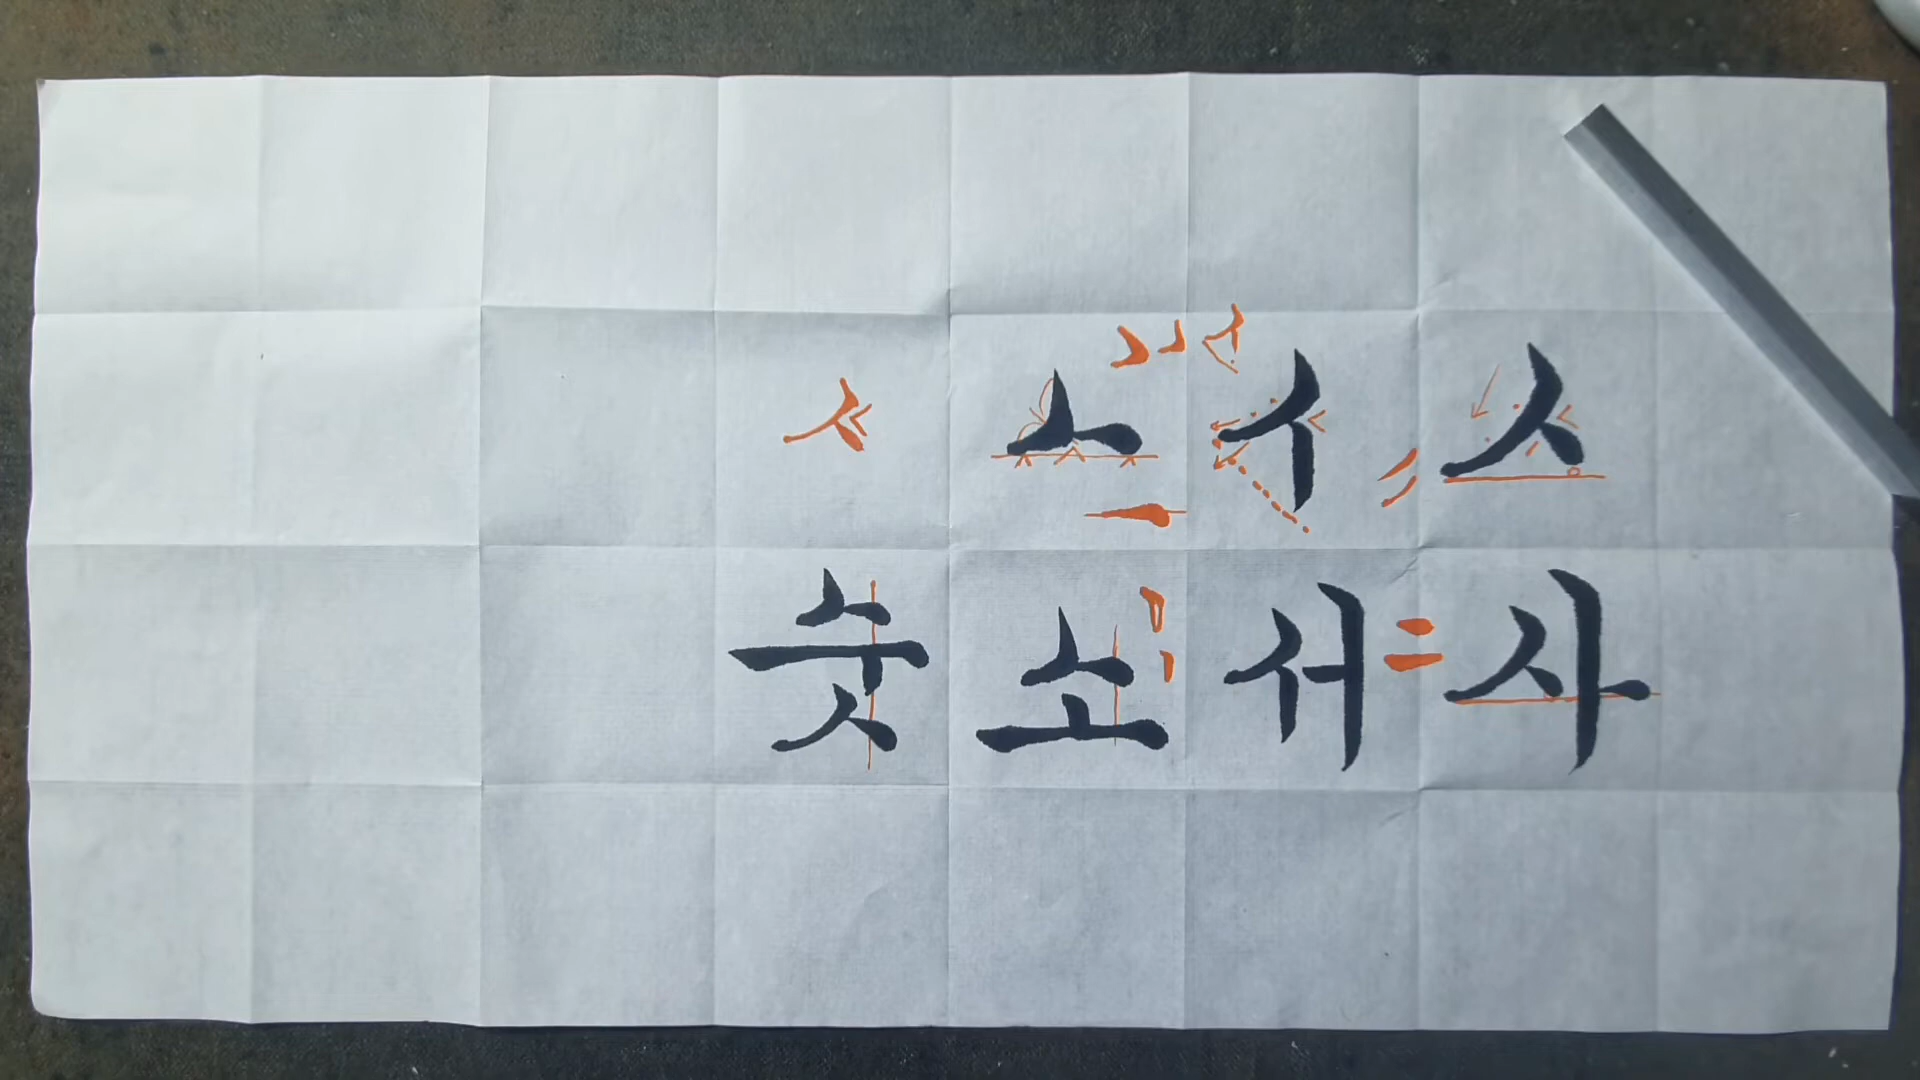 ㅅ ㅅ ㅅ ㅅ
사 서 소 숫